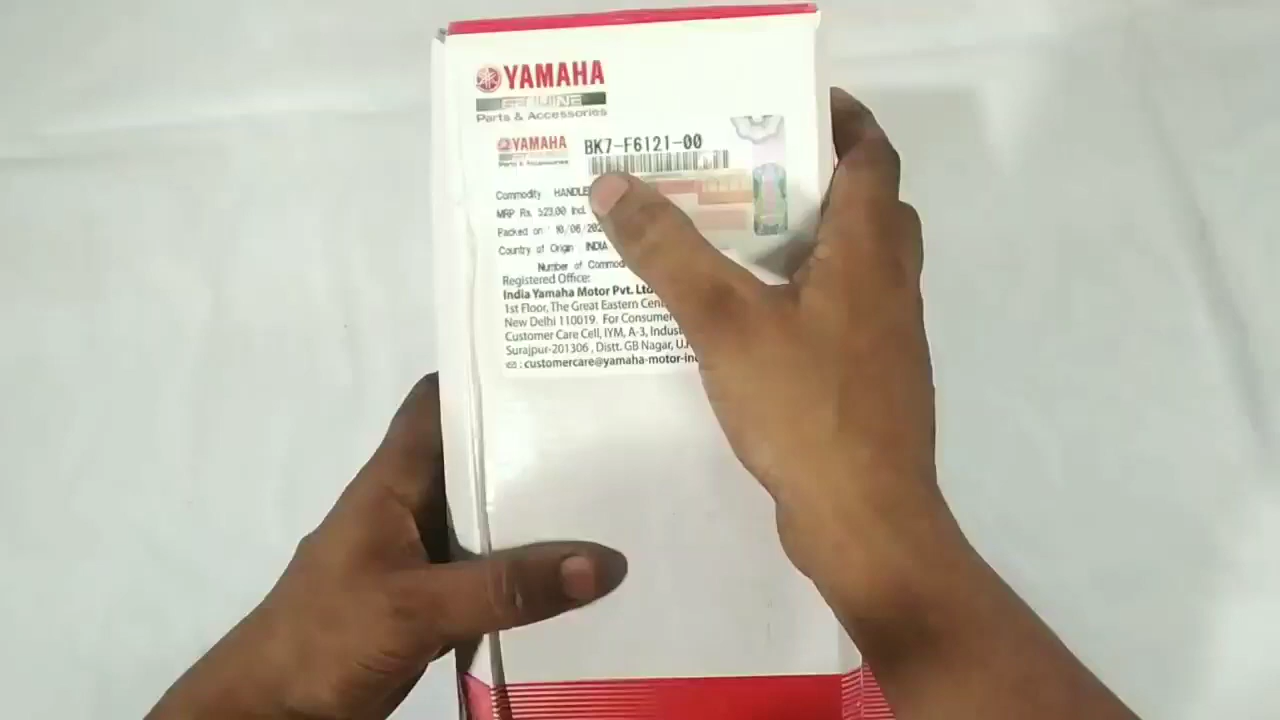 YAMAHA
GENUINE
Parts & Accessories
YAMAHA
Parts & Accessories
BK7-F6121-00
Commodity HANDLE
MRP Rs. 523.00 Incl.
Packed on 10/06/202
Country of Origin INDIA
Number of Commod
Registered Office:
India Yamaha Motor Pvt. Ltd
1st Floor, The Great Eastern Cen
New Delhi 110019. For Consumer
Customer Care Cell, IYM, A-3, Indust
Surajpur-201306, Distt. GB Nagar, U.
: customercare@yamaha-motor-in